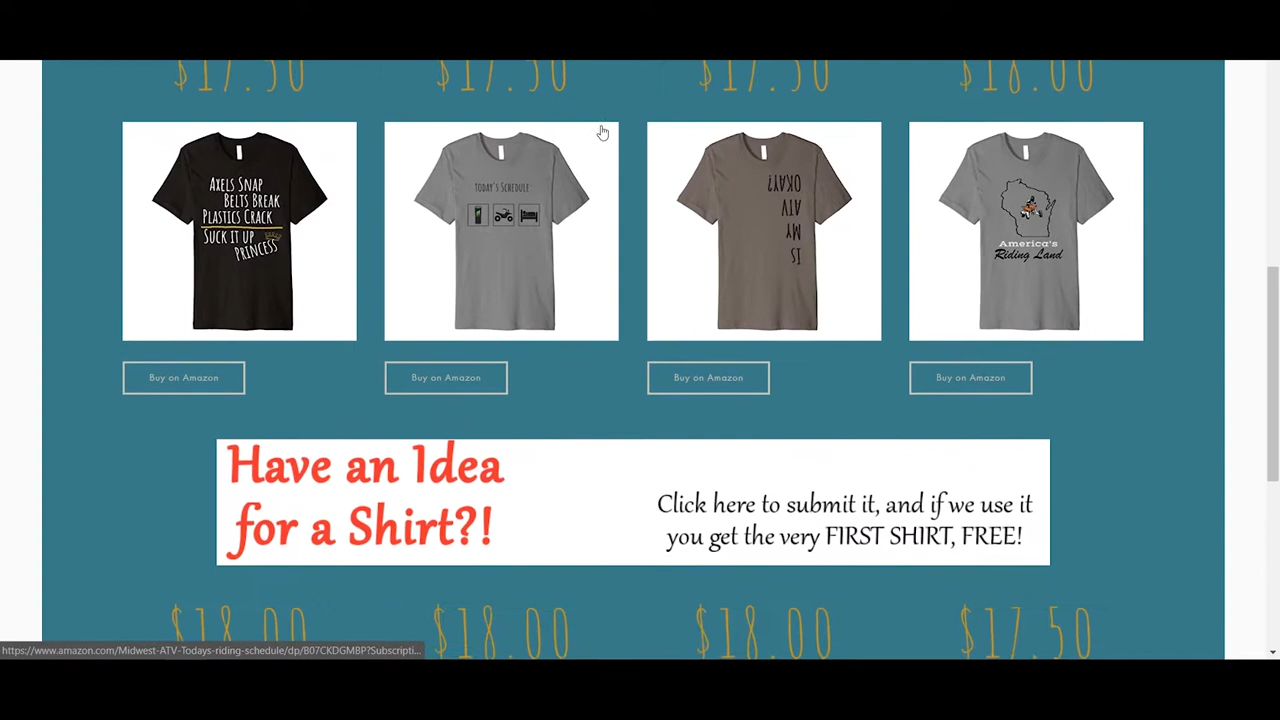 $17.50 $17.50 $17.50 $18.00
AXELS SNAP
BELTS BREAK
PLASTICS CRACK
SUCK IT UP
PRINCESS
TODAY'S SCHEDULE
IS MY ATV
OKAY?
America's
Riding Land
Buy on Amazon Buy on Amazon Buy on Amazon Buy on Amazon
Have an Idea
for a Shirt?!
Click here to submit it, and if we use it
you get the very FIRST SHIRT, FREE!
$18.00 $18.00 $18.00 $17.50
https://www.amazon.com/Midwest-ATV-Todays-riding-schedule/dp/B07CKDGMBP?Subscripti...